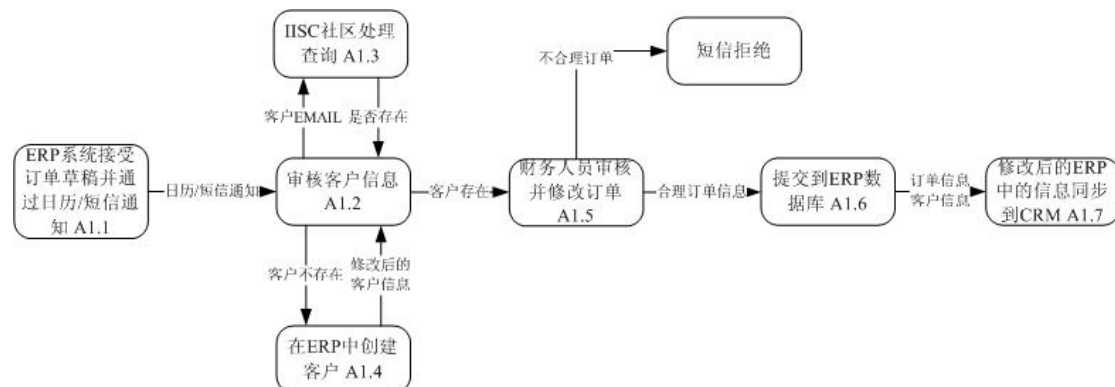 IISC社区处理
查询 A1.3
不合理订单
短信拒绝
客户EMAIL
是否存在
ERP系统接受
订单草稿并通
过日历/短信通
知 A1.1
日历/短信通知
审核客户信息
A1.2
客户存在
财务人员审核
并修改订单
A1.5
合理订单信息
提交到ERP数
据库 A1.6
订单信息
客户信息
修改后的ERP
中的信息同步
到CRM A1.7
客户不存在
修改后的
客户信息
在ERP中创建
客户 A1.4